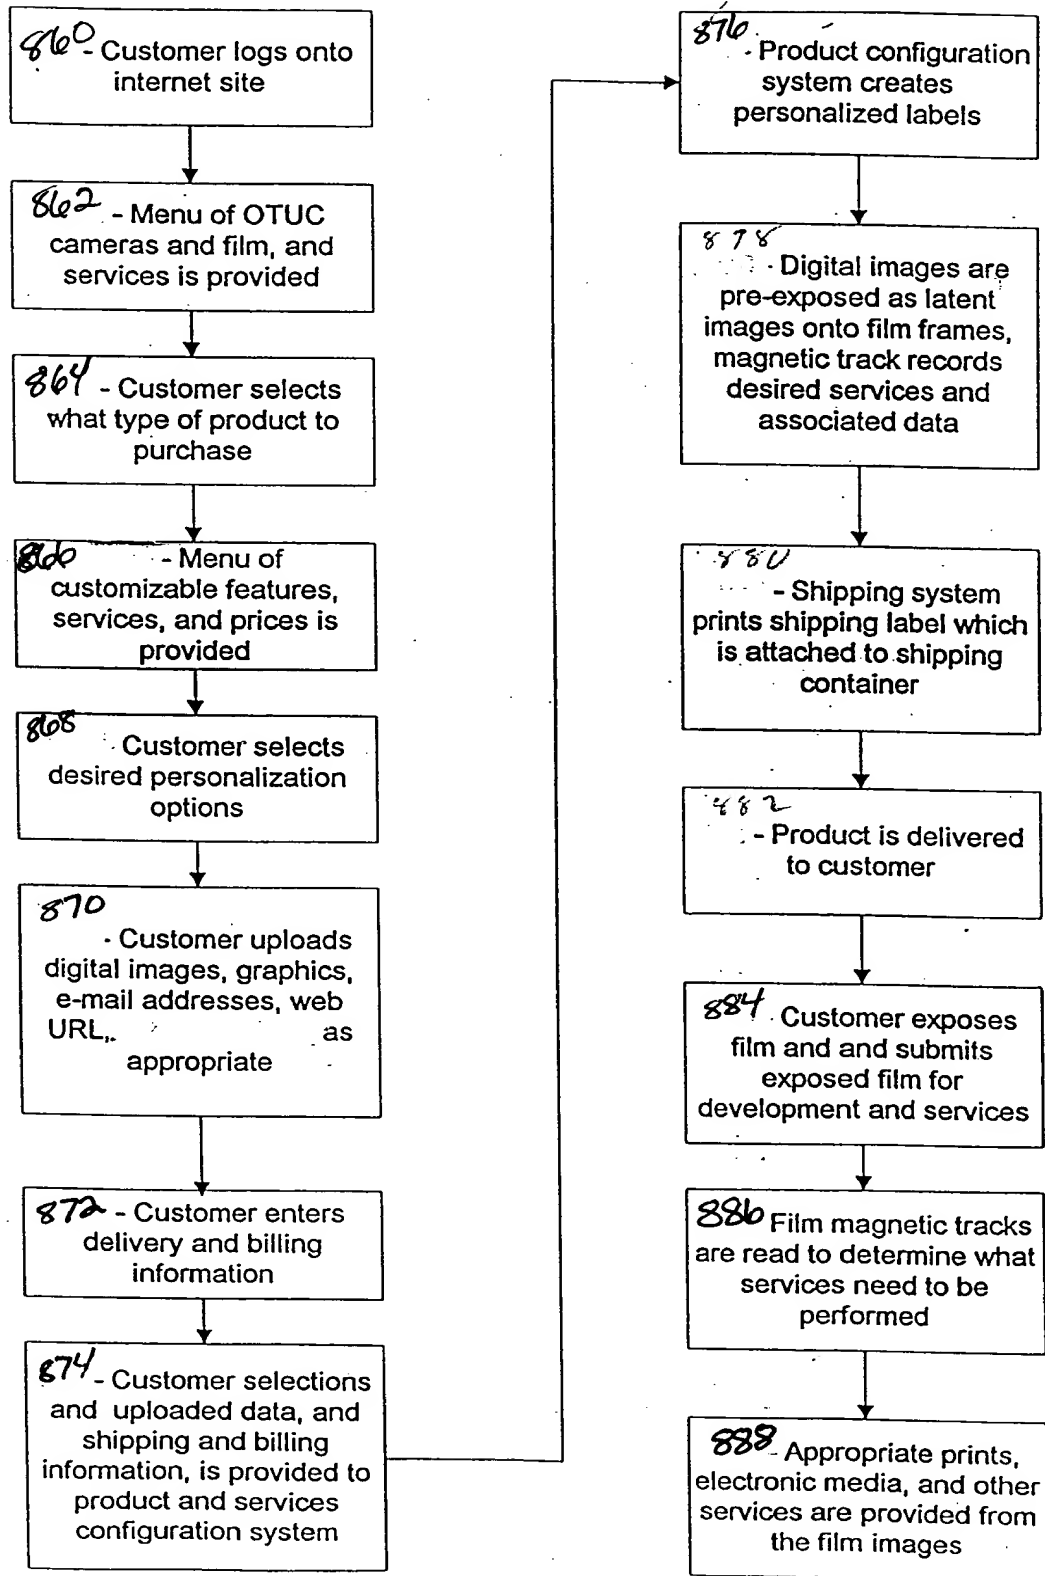 860 - Customer logs onto
internet site
862 - Menu of OTUC
cameras and film, and
services is provided
864 - Customer selects
what type of product to
purchase
866 - Menu of
customizable features,
services, and prices is
provided
868 Customer selects
desired personalization
options
870
- Customer uploads
digital images, graphics,
e-mail addresses, web
URL, as
appropriate
872 - Customer enters
delivery and billing
information
874 - Customer selections
and uploaded data, and
shipping and billing
information, is provided to
product and services
configuration system
876
- Product configuration
system creates
personalized labels
878
- Digital images are
pre-exposed as latent
images onto film frames,
magnetic track records
desired services and
associated data
880
- Shipping system
prints shipping label which
is attached to shipping
container
882
- Product is delivered
to customer
884 Customer exposes
film and and submits
exposed film for
development and services
886 Film magnetic tracks
are read to determine what
services need to be
performed
888 - Appropriate prints,
electronic media, and other
services are provided from
the film images